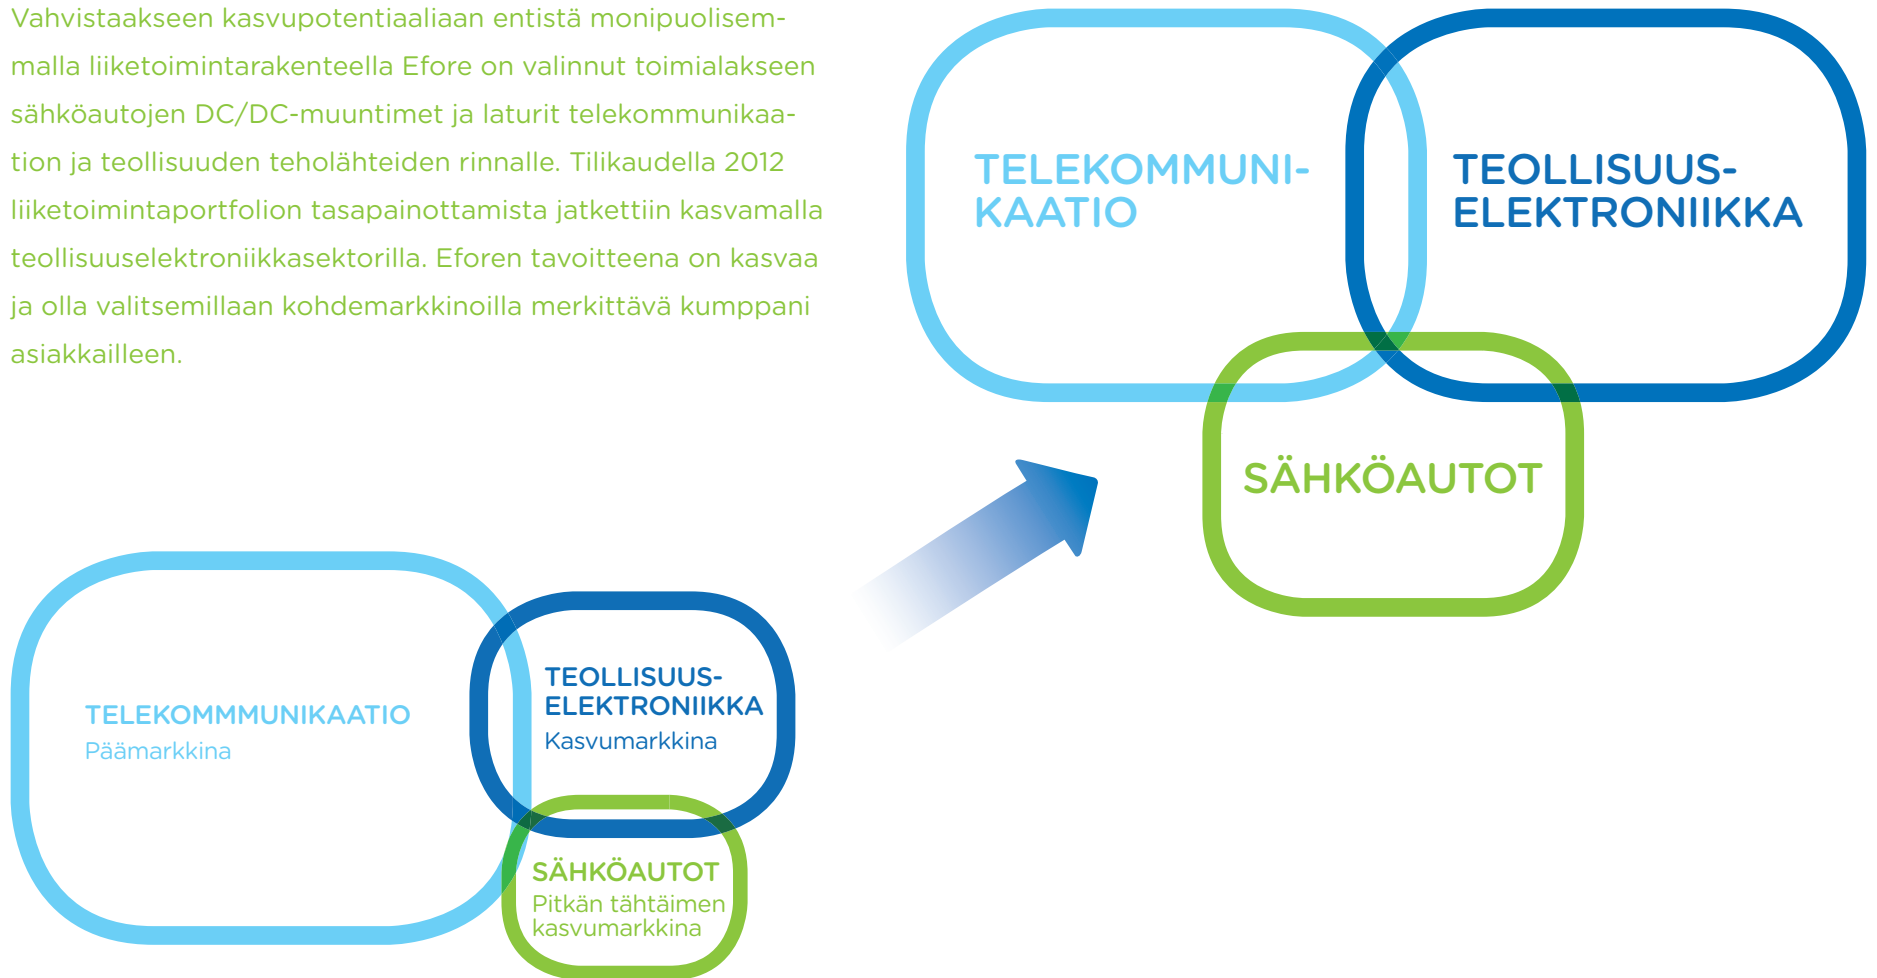 Vahvistaakseen kasvupotentiaaliaan entistä monipuolisem-
malla liiketoimintarakenteella Efore on valinnut toimialakseen
sähköautojen DC/DC-muuntimet ja laturit telekommunikaa-
tion ja teollisuuden teholähteiden rinnalle. Tilikaudella 2012
liiketoimintaportfolion tasapainottamista jatkettiin kasvamalla
teollisuuselektroniikkasektorilla. Eforen tavoitteena on kasvaa
ja olla valitsemillaan kohdemarkkinoilla merkittävä kumppani
asiakkailleen.
TELEKOMMUNI-
KAATIO
TEOLLISUUS-
ELEKTRONIIKKA
SÄHKÖAUTOT
TELEKOMMMUNIKAATIO
Päämarkkina
TEOLLISUUS-
ELEKTRONIIKKA
Kasvumarkkina
SÄHKÖAUTOT
Pitkän tähtäimen
kasvumarkkina